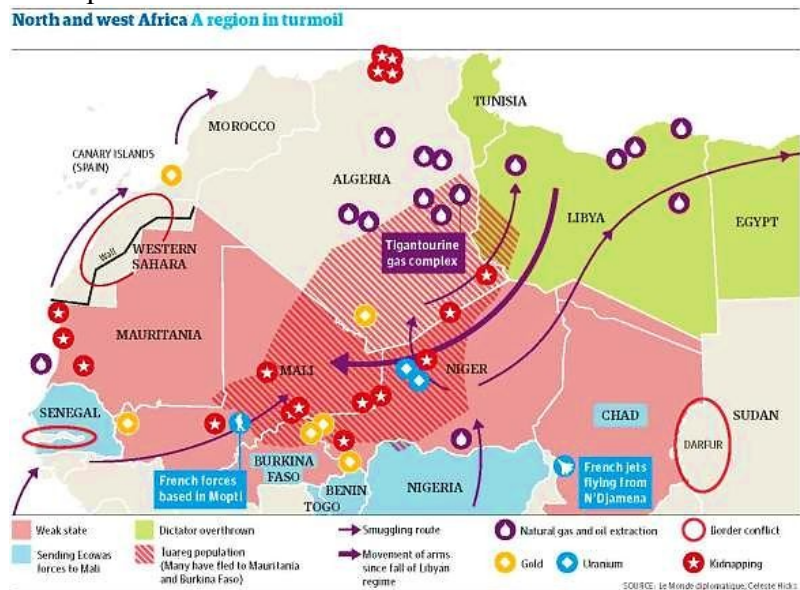 North and west Africa A region in turmoil
TUNISIA
MOROCCO
CANARY ISLANDS
(SPAIN)
ALGERIA
LIBYA
EGYPT
Wall
WESTERN
SAHARA
Tigantourine
gas complex
MAURITANIA
MALI
NIGER
SENEGAL
CHAD
SUDAN
DARFUR
French forces
based in Mopti
BURKINA
FASO
BENIN
TOGO
NIGERIA
French jets
flying from
N'Djamena
Weak state
Dictator overthrown
Smuggling route
Natural gas and oil extraction
Border conflict
Sending Ecowas
forces to Mali
Tuareg population
(Many have fled to Mauritania
and Burkina Faso)
Movement of arms
since fall of Libyan
regime
Gold
Uranium
Kidnapping
SOURCE: Le Monde diplomatique, Celeste Hicks